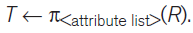 T ← π<attribute list>(R).